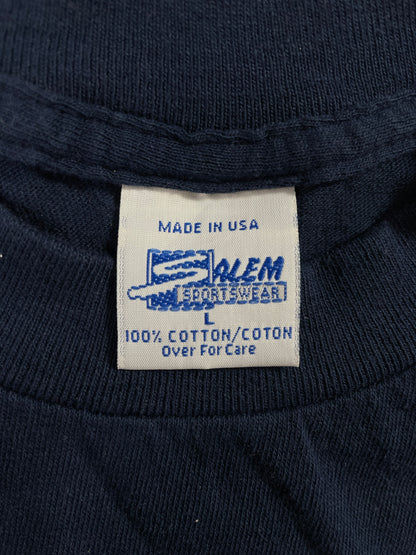 MADE IN USA
SALEM
SPORTSWEAR
L
100% COTTON/COTON
Over For Care